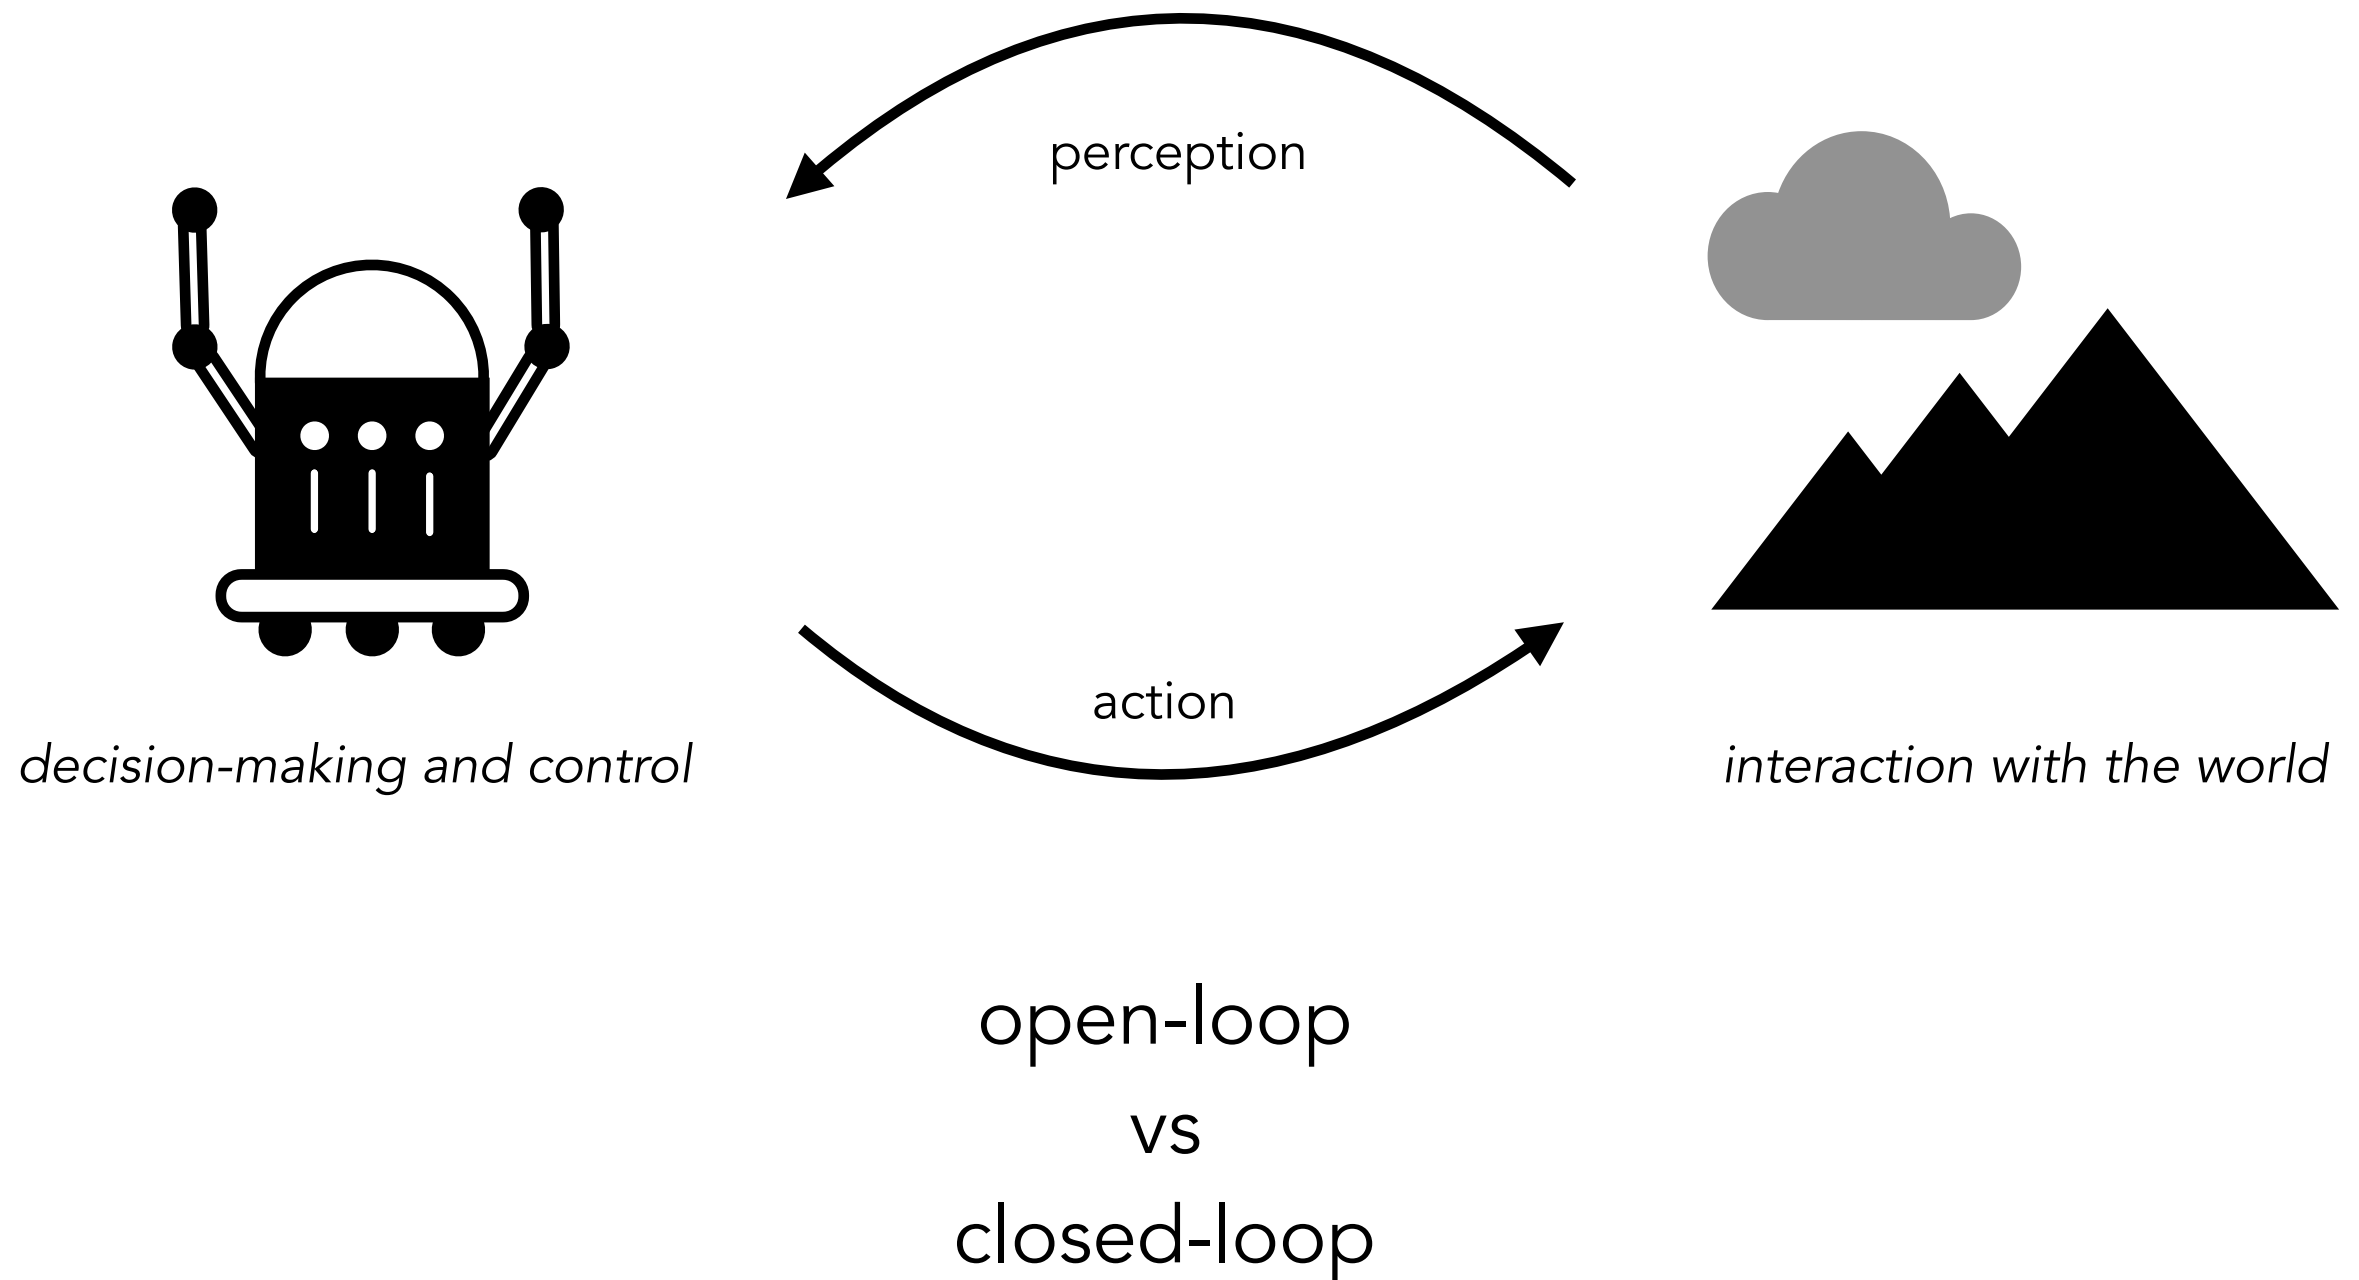 perception
action
decision-making and control
interaction with the world
open-loop
vs
closed-loop